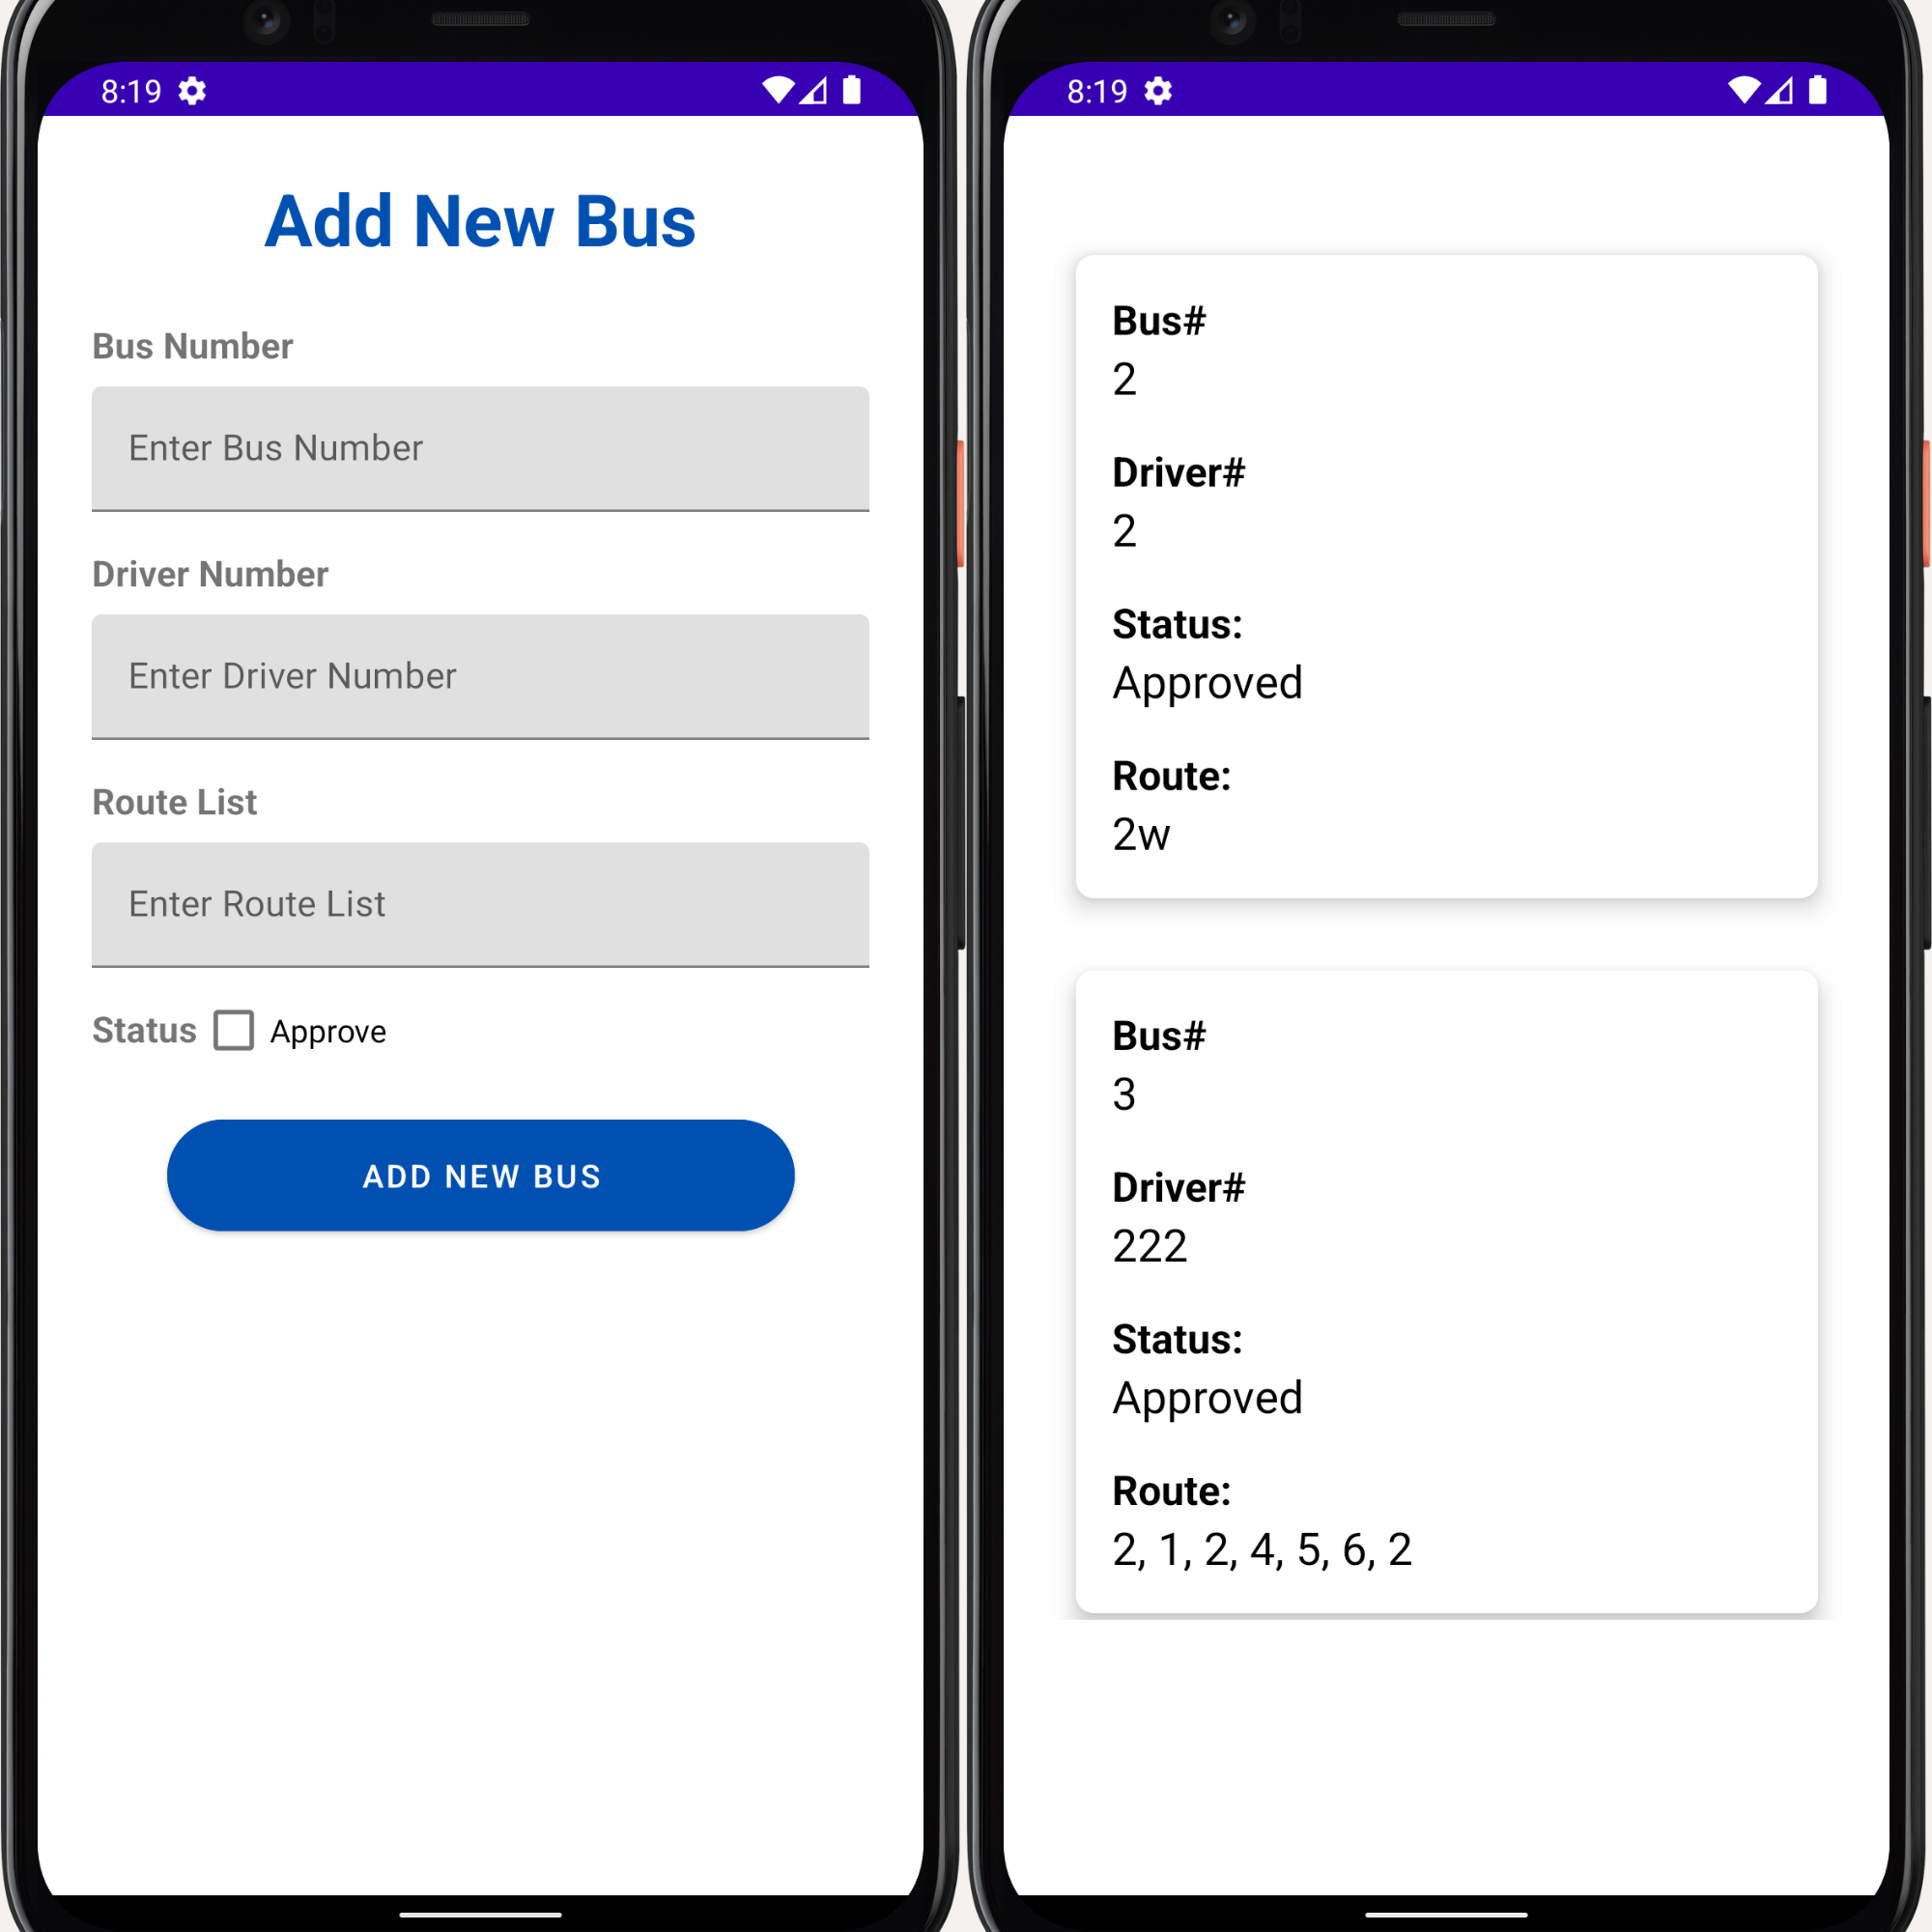 8:19
Add New Bus
Bus Number
Enter Bus Number
Driver Number
Enter Driver Number
Route List
Enter Route List
Status Approve
ADD NEW BUS
8:19
Bus#
2
Driver#
2
Status:
Approved
Route:
2w
Bus#
3
Driver#
222
Status:
Approved
Route:
2, 1, 2, 4, 5, 6, 2